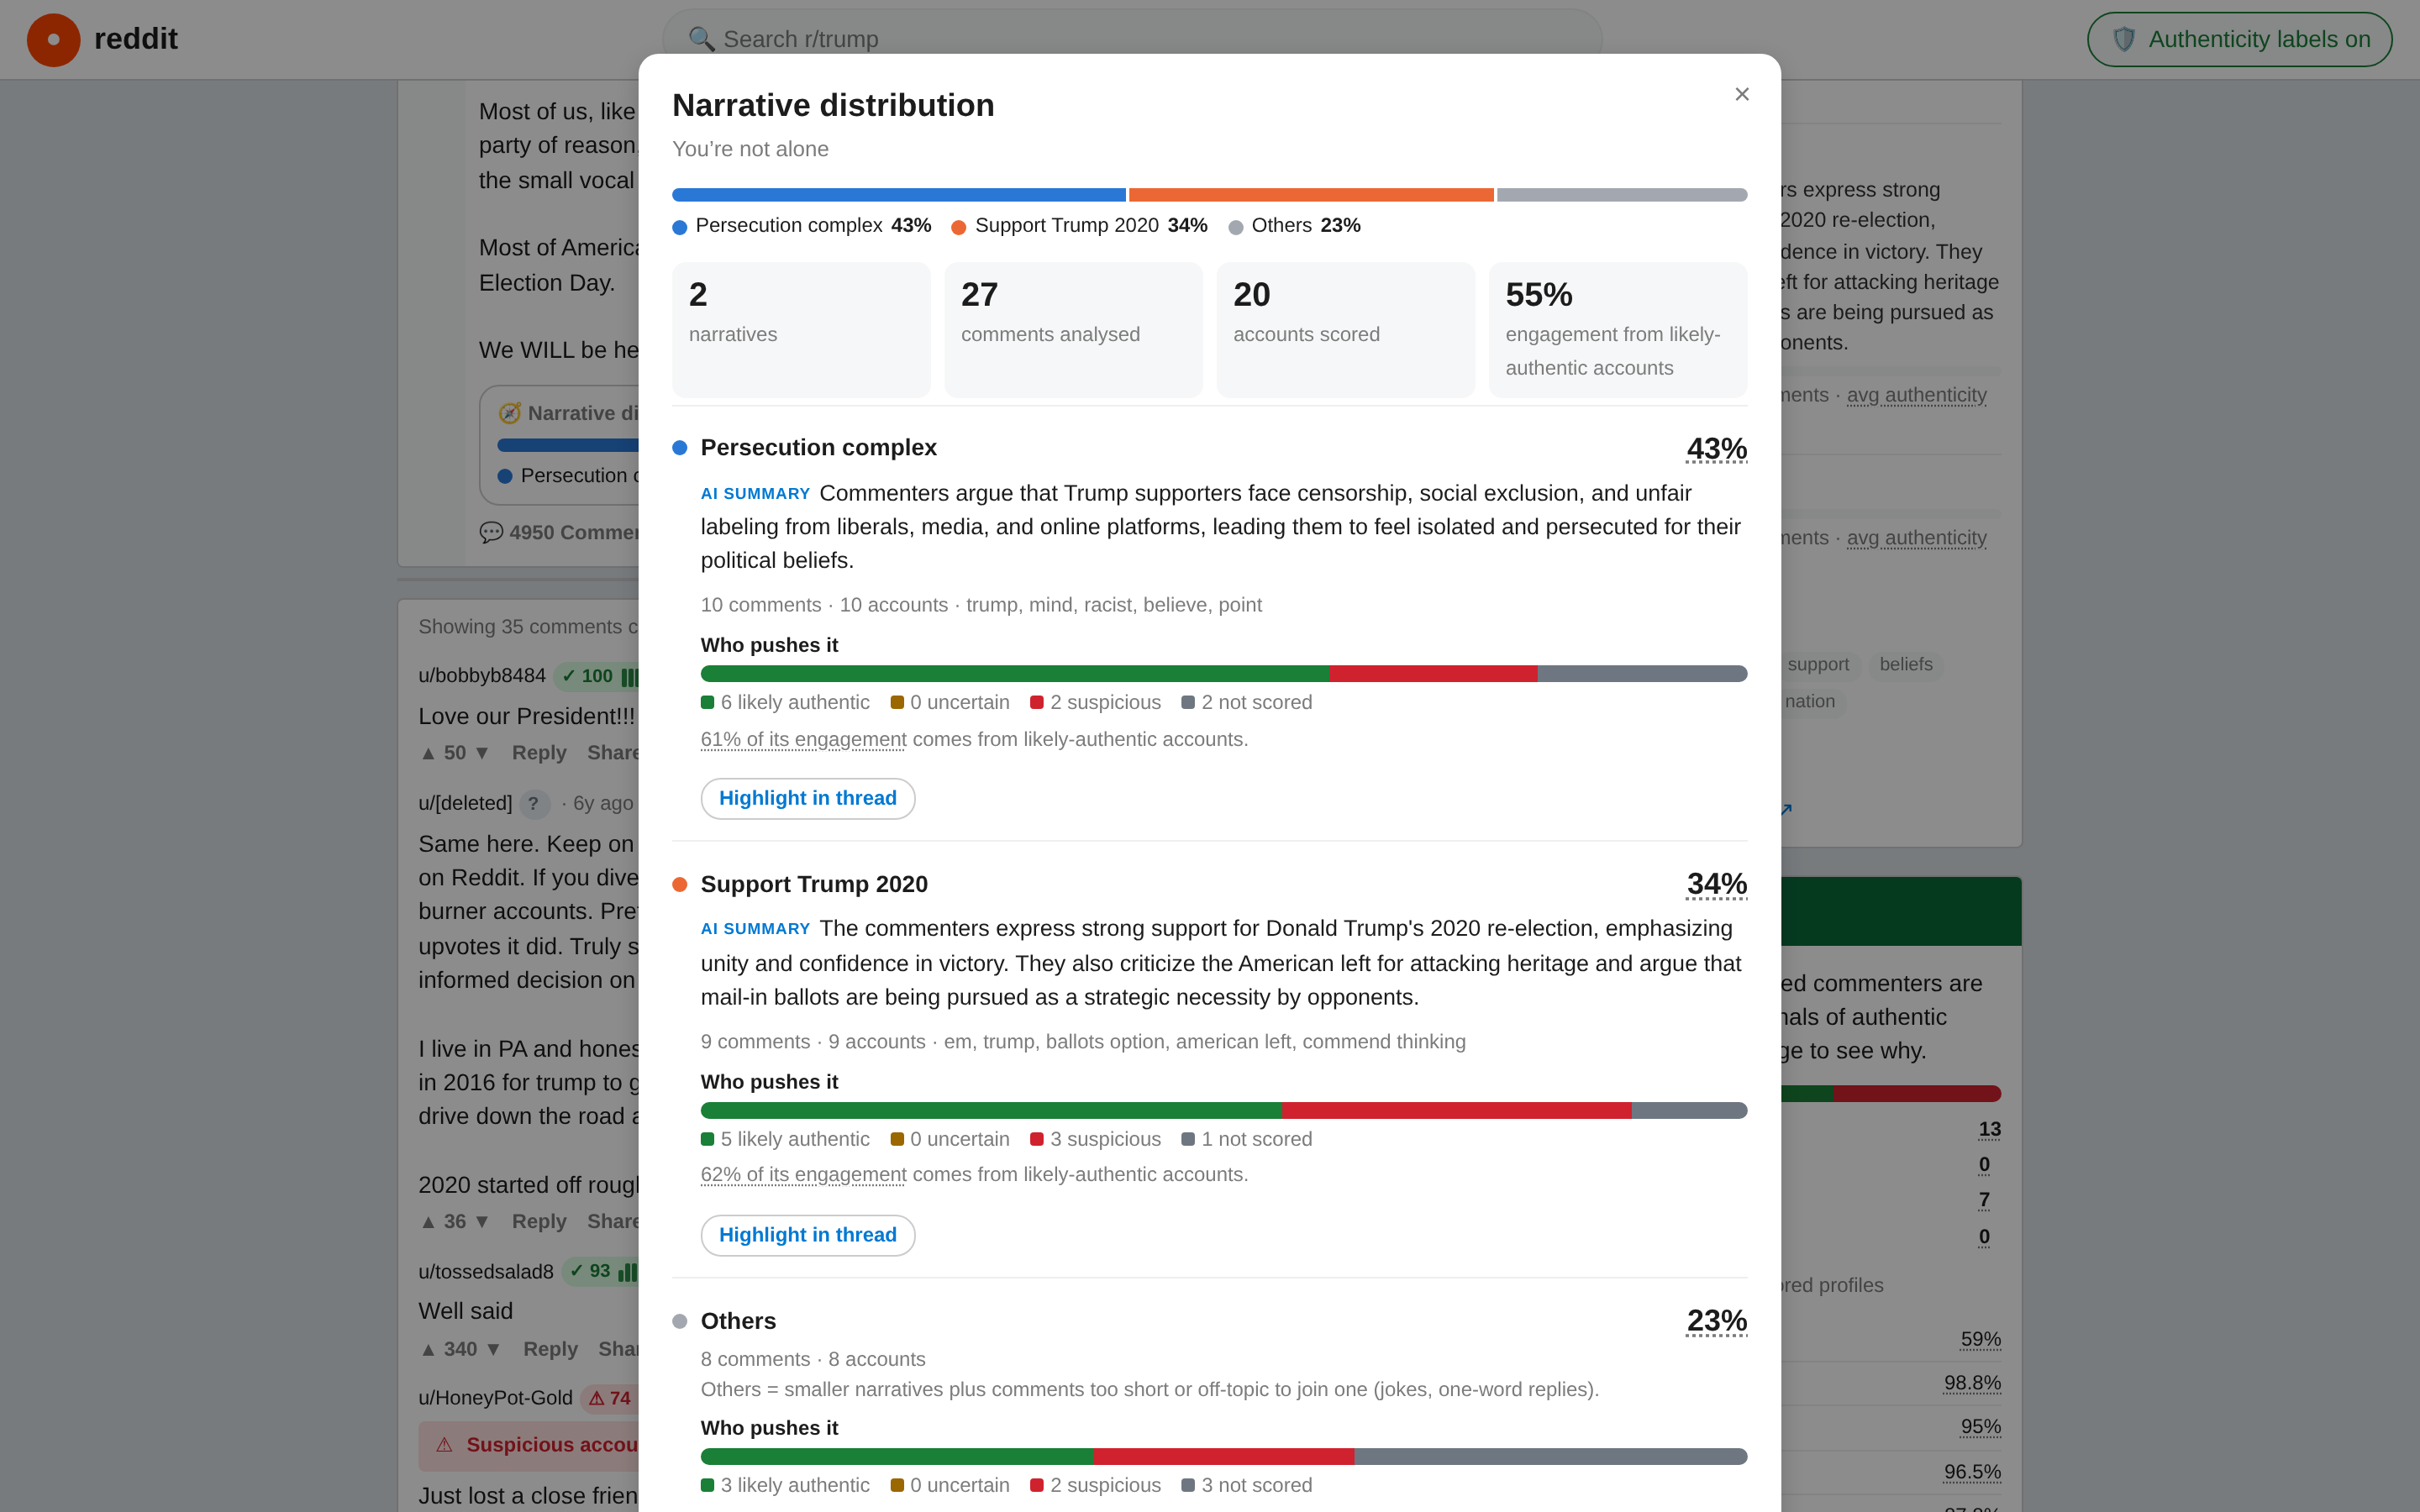 reddit
🔍 Search r/trump
🛡️ Authenticity labels on
Most of us, like
party of reason.
the small vocal
Most of America
Election Day.
We WILL be he
🧭 Narrative di
Persecution c
💬 4950 Commen
Showing 35 comments c
u/bobbyb8484 ✓ 100
Love our President!!!
▲ 50 ▼ Reply Share
u/[deleted] ? · 6y ago
Same here. Keep on
on Reddit. If you dive
burner accounts. Pret
upvotes it did. Truly s
informed decision on
I live in PA and hones
in 2016 for trump to g
drive down the road a
2020 started off rough
▲ 36 ▼ Reply Share
u/tossedsalad8 ✓ 93
Well said
▲ 340 ▼ Reply Shar
u/HoneyPot-Gold ⚠ 74
⚠ Suspicious accou
Just lost a close frien
Narrative distribution
×
You’re not alone
Persecution complex 43% Support Trump 2020 34% Others 23%
2
narratives
27
comments analysed
20
accounts scored
55%
engagement from likely-
authentic accounts
Persecution complex 43%
AI SUMMARY Commenters argue that Trump supporters face censorship, social exclusion, and unfair
labeling from liberals, media, and online platforms, leading them to feel isolated and persecuted for their
political beliefs.
10 comments · 10 accounts · trump, mind, racist, believe, point
Who pushes it
6 likely authentic 0 uncertain 2 suspicious 2 not scored
61% of its engagement comes from likely-authentic accounts.
Highlight in thread
Support Trump 2020 34%
AI SUMMARY The commenters express strong support for Donald Trump's 2020 re-election, emphasizing
unity and confidence in victory. They also criticize the American left for attacking heritage and argue that
mail-in ballots are being pursued as a strategic necessity by opponents.
9 comments · 9 accounts · em, trump, ballots option, american left, commend thinking
Who pushes it
5 likely authentic 0 uncertain 3 suspicious 1 not scored
62% of its engagement comes from likely-authentic accounts.
Highlight in thread
Others 23%
8 comments · 8 accounts
Others = smaller narratives plus comments too short or off-topic to join one (jokes, one-word replies).
Who pushes it
3 likely authentic 0 uncertain 2 suspicious 3 not scored
rs express strong
2020 re-election,
dence in victory. They
eft for attacking heritage
s are being pursued as
onents.
ments · avg authenticity
ments · avg authenticity
support beliefs
nation
↗
ed commenters are
nals of authentic
ge to see why.
13
0
7
0
ored profiles
59%
98.8%
95%
96.5%